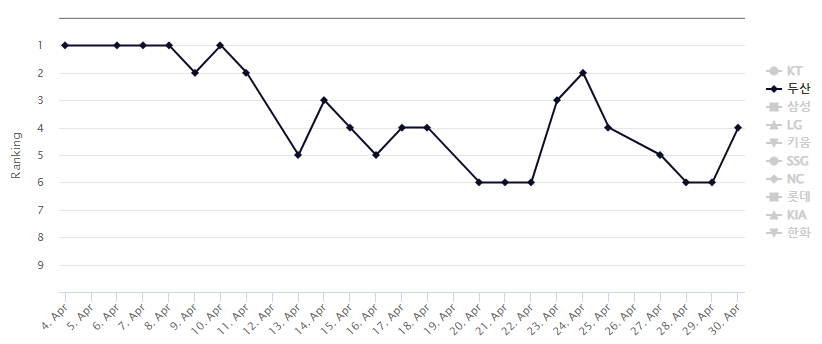 Ranking
1
2
3
4
5
6
7
8
9
4. Apr
5. Apr
6. Apr
7. Apr
8. Apr
9. Apr
10. Apr
11. Apr
12. Apr
13. Apr
14. Apr
15. Apr
16. Apr
17. Apr
18. Apr
19. Apr
20. Apr
21. Apr
22. Apr
23. Apr
24. Apr
25. Apr
26. Apr
27. Apr
28. Apr
29. Apr
30. Apr
KT
두산
삼성
LG
키움
SSG
NC
롯데
KIA
한화